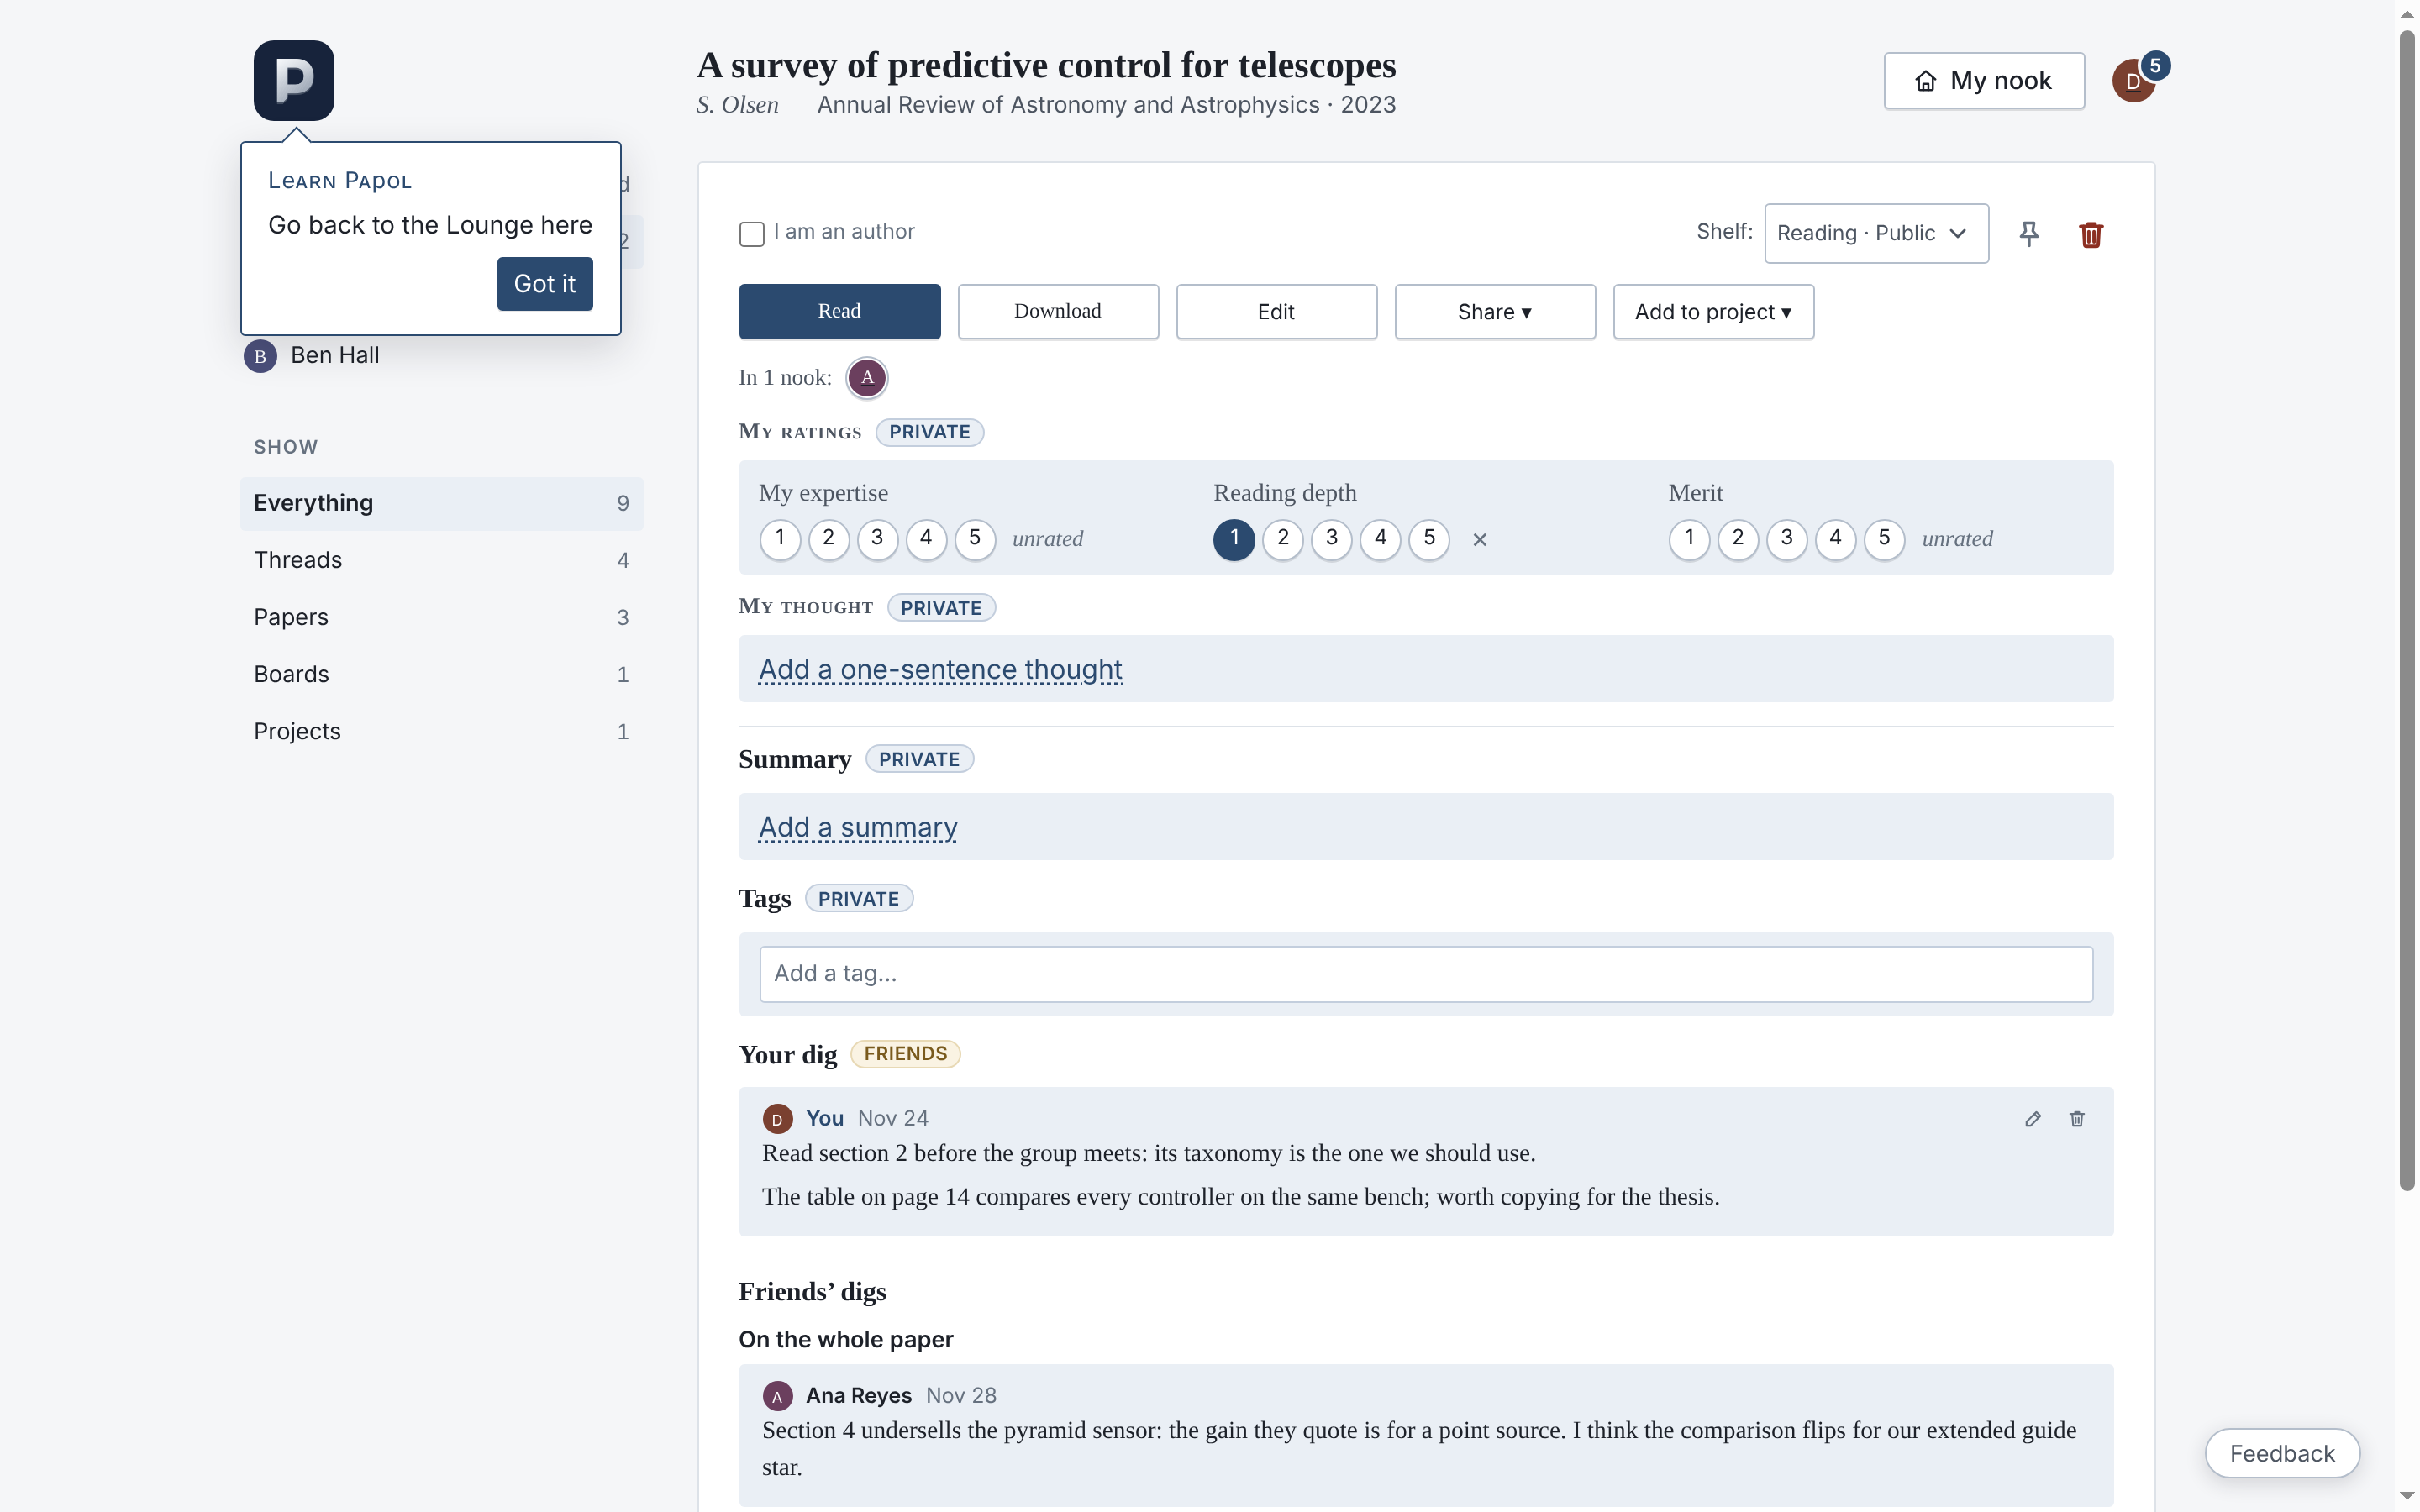 P
A survey of predictive control for telescopes
S. Olsen Annual Review of Astronomy and Astrophysics · 2023
My nook
D 5
Learn Papol
Go back to the Lounge here
Got it
d
2
B Ben Hall
SHOW
Everything 9
Threads 4
Papers 3
Boards 1
Projects 1
I am an author
Shelf: Reading · Public
Read Download Edit Share ▾ Add to project ▾
In 1 nook: A
My ratings PRIVATE
My expertise Reading depth Merit
1 2 3 4 5 unrated 1 2 3 4 5 × 1 2 3 4 5 unrated
My thought PRIVATE
Add a one-sentence thought
Summary PRIVATE
Add a summary
Tags PRIVATE
Add a tag...
Your dig FRIENDS
D You Nov 24
Read section 2 before the group meets: its taxonomy is the one we should use.
The table on page 14 compares every controller on the same bench; worth copying for the thesis.
Friends’ digs
On the whole paper
A Ana Reyes Nov 28
Section 4 undersells the pyramid sensor: the gain they quote is for a point source. I think the comparison flips for our extended guide
star.
Feedback